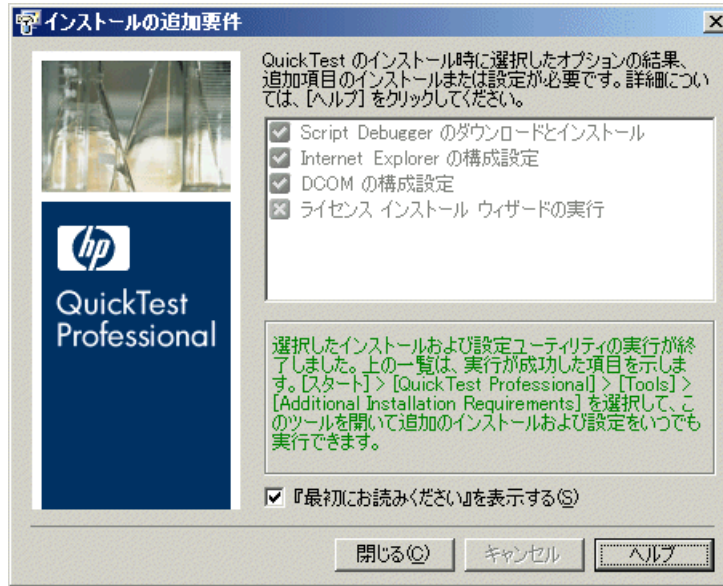 インストールの追加要件
QuickTest のインストール時に選択したオプションの結果、
追加項目のインストールまたは設定が必要です。詳細につい
ては、[ヘルプ] をクリックしてください。
Script Debugger のダウンロードとインストール
Internet Explorer の構成設定
DCOM の構成設定
ライセンス インストール ウィザードの実行
hp
QuickTest
Professional
選択したインストールおよび設定ユーティリティの実行が終
了しました。上の一覧は、実行が成功した項目を示しま
す。[スタート] > [QuickTest Professional] > [Tools] >
[Additional Installation Requirements] を選択して、こ
のツールを開いて追加のインストールおよび設定をいつでも
実行できます。
『最初にお読みください』を表示する(S)
閉じる(C)
キャンセル
ヘルプ